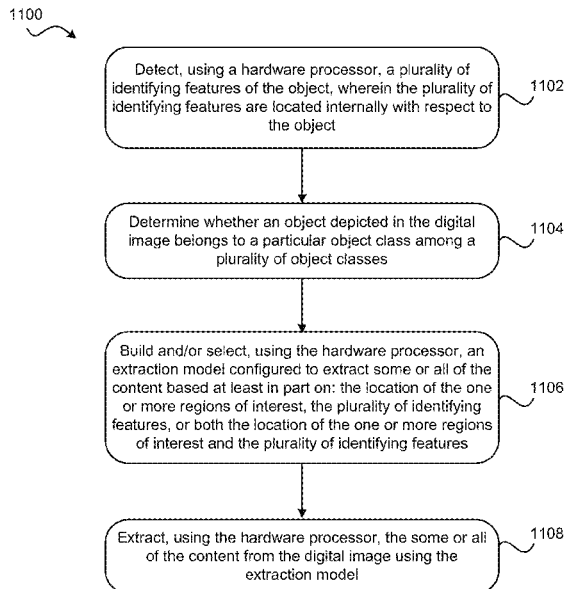 1100
Detect, using a hardware processor, a plurality of
identifying features of the object, wherein the plurality of
identifying features are located internally with respect to
the object
1102
Determine whether an object depicted in the digital
image belongs to a particular object class among a
plurality of object classes
1104
Build and/or select, using the hardware processor, an
extraction model configured to extract some or all of the
content based at least in part on: the location of the one
or more regions of interest, the plurality of identifying
features, or both the location of the one or more regions
of interest and the plurality of identifying features
1106
Extract, using the hardware processor, the some or all
of the content from the digital image using the
extraction model
1108